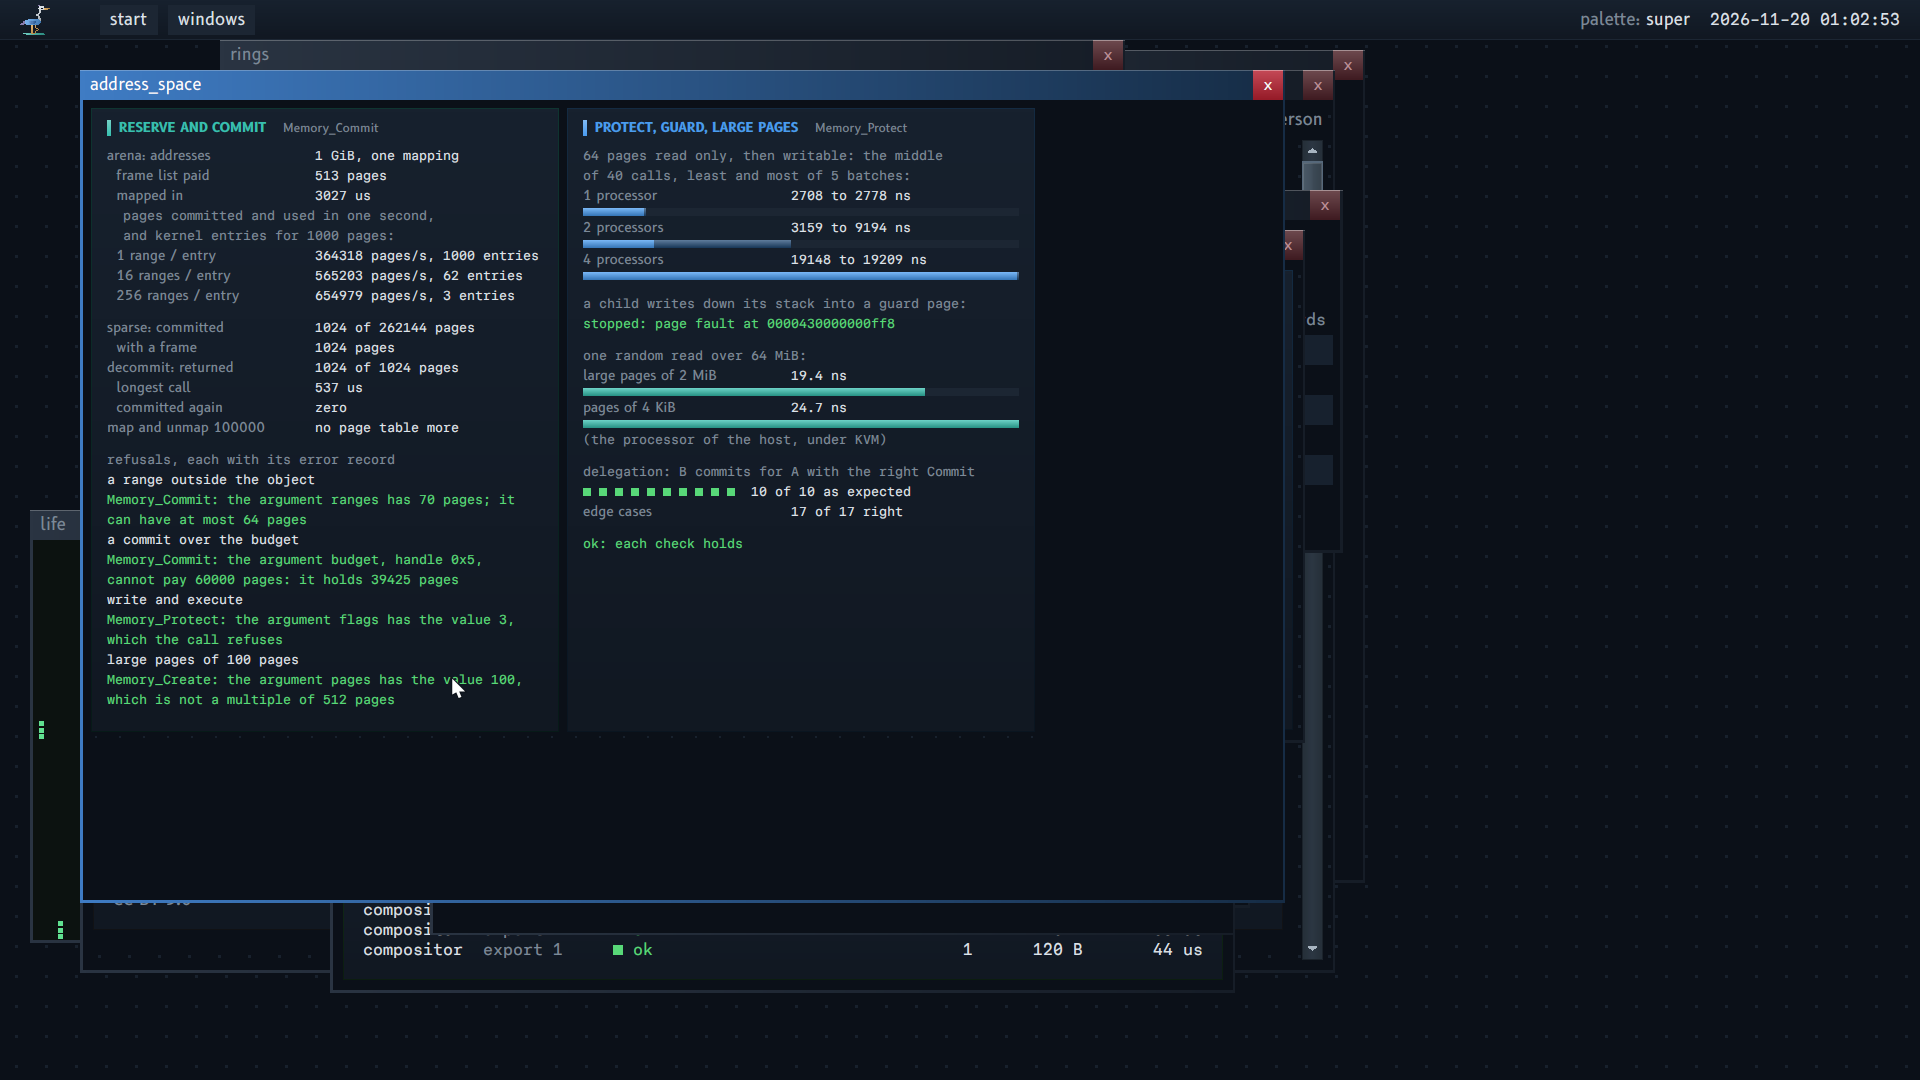 start windows palette: super 2026-11-20 01:02:53
rings x
x
address_space x x
RESERVE AND COMMIT Memory_Commit
arena: addresses 1 GiB, one mapping
frame list paid 513 pages
mapped in 3027 us
pages committed and used in one second,
and kernel entries for 1000 pages:
1 range / entry 364318 pages/s, 1000 entries
16 ranges / entry 565203 pages/s, 62 entries
256 ranges / entry 654979 pages/s, 3 entries
sparse: committed 1024 of 262144 pages
with a frame 1024 pages
decommit: returned 1024 of 1024 pages
longest call 537 us
committed again zero
map and unmap 100000 no page table more
refusals, each with its error record
a range outside the object
Memory_Commit: the argument ranges has 70 pages; it
can have at most 64 pages
a commit over the budget
Memory_Commit: the argument budget, handle 0x5,
cannot pay 60000 pages: it holds 39425 pages
write and execute
Memory_Protect: the argument flags has the value 3,
which the call refuses
large pages of 100 pages
Memory_Create: the argument pages has the value 100,
which is not a multiple of 512 pages
PROTECT, GUARD, LARGE PAGES Memory_Protect
64 pages read only, then writable: the middle
of 40 calls, least and most of 5 batches:
1 processor 2708 to 2778 ns
2 processors 3159 to 9194 ns
4 processors 19148 to 19209 ns
a child writes down its stack into a guard page:
stopped: page fault at 0000430000000ff8
one random read over 64 MiB:
large pages of 2 MiB 19.4 ns
pages of 4 KiB 24.7 ns
(the processor of the host, under KVM)
delegation: B commits for A with the right Commit
10 of 10 as expected
edge cases 17 of 17 right
ok: each check holds
erson
x
x
ds
life
composi
composi
compositor export 1 ok 1 120 B 44 us